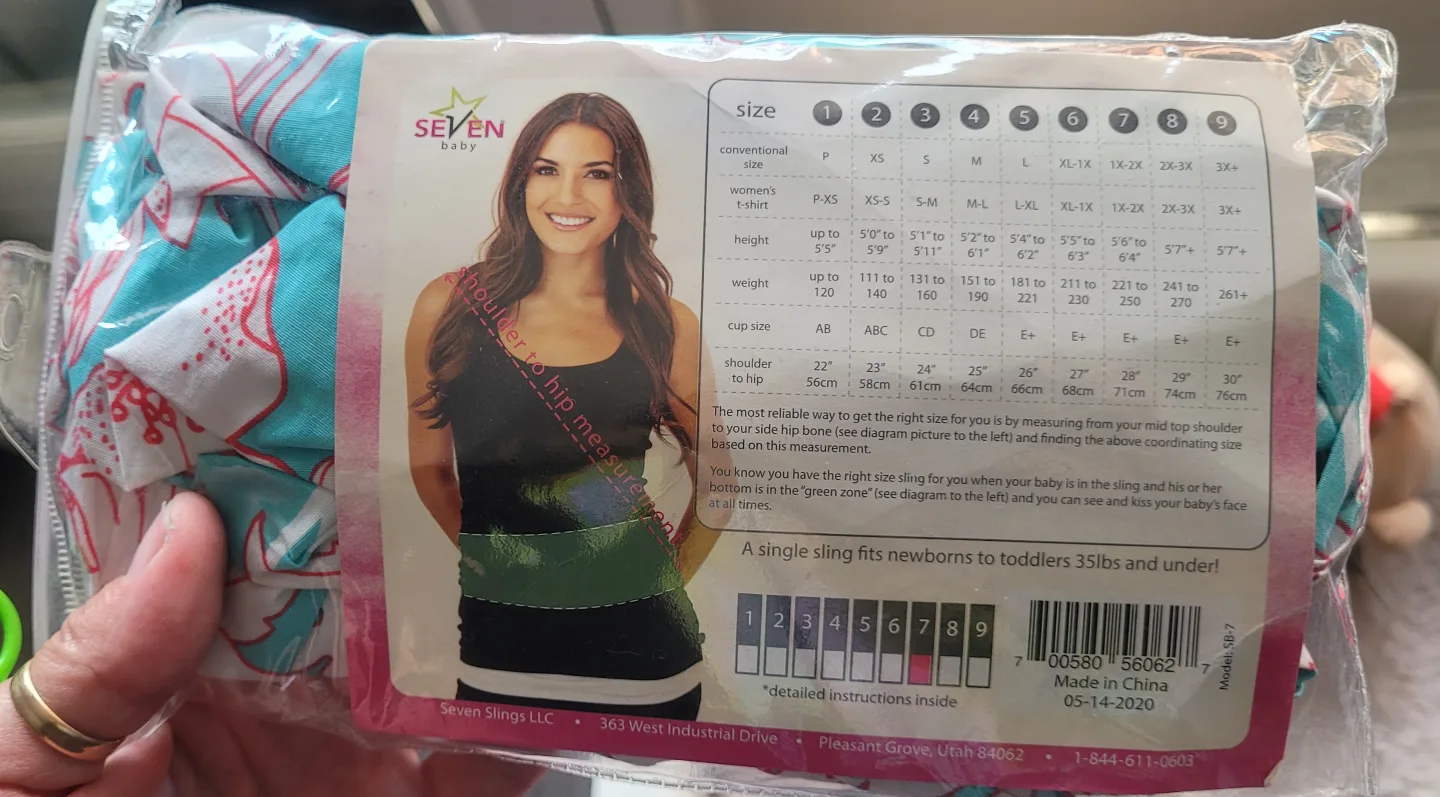 SEVEN
baby
shoulder to hip measurement
size 1 2 3 4 5 6 7 8 9
conventional size P XS S M L XL-1X 1X-2X 2X-3X 3X+
women's t-shirt P-XS XS-S S-M M-L L-XL XL-1X 1X-2X 2X-3X 3X+
height up to 5'5" 5'0" to 5'9" 5'1" to 5'11" 5'2" to 6'1" 5'4" to 6'2" 5'5" to 6'3" 5'6" to 6'4" 5'7"+ 5'7"+
weight up to 120 111 to 140 131 to 160 151 to 190 181 to 221 211 to 230 221 to 250 241 to 270 261+
cup size AB ABC CD DE E+ E+ E+ E+ E+
shoulder to hip 22" 56cm 23" 58cm 24" 61cm 25" 64cm 26" 66cm 27" 68cm 28" 71cm 29" 74cm 30" 76cm
The most reliable way to get the right size for you is by measuring from your mid top shoulder
to your side hip bone (see diagram picture to the left) and finding the above coordinating size
based on this measurement.
You know you have the right size sling for you when your baby is in the sling and his or her
bottom is in the "green zone" (see diagram to the left) and you can see and kiss your baby's face
at all times.
A single sling fits newborns to toddlers 35lbs and under!
1 2 3 4 5 6 7 8 9
*detailed instructions inside
7 00580 56062 7
Made in China
05-14-2020
Model: SB-7
Seven Slings LLC • 363 West Industrial Drive • Pleasant Grove, Utah 84062 • 1-844-611-0603